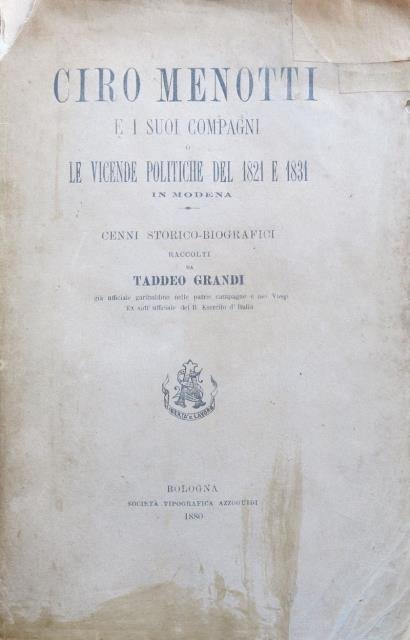 CIRO MENOTTI
E I SUOI COMPAGNI
O
LE VICENDE POLITICHE DEL 1821 E 1831
IN MODENA
CENNI STORICO-BIOGRAFICI
RACCOLTI
DA
TADDEO GRANDI
già ufficiale garibaldino nelle patrie campagne e nei Vosgi
Ex sott' ufficiale del R. Esercito d' Italia
LIBERTÀ E LAVORO
BOLOGNA
SOCIETÀ TIPOGRAFICA AZZOGUIDI
1880